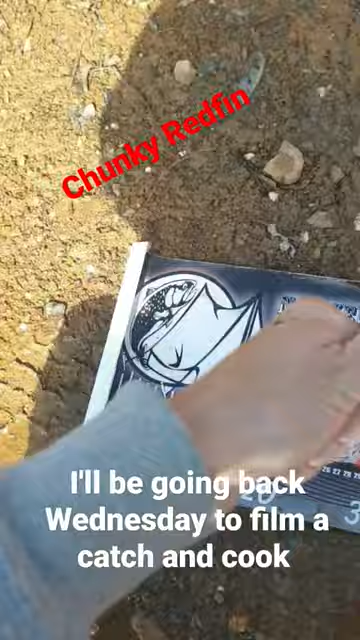 Chunky Redfin
I'll be going back
Wednesday to film a
catch and cook